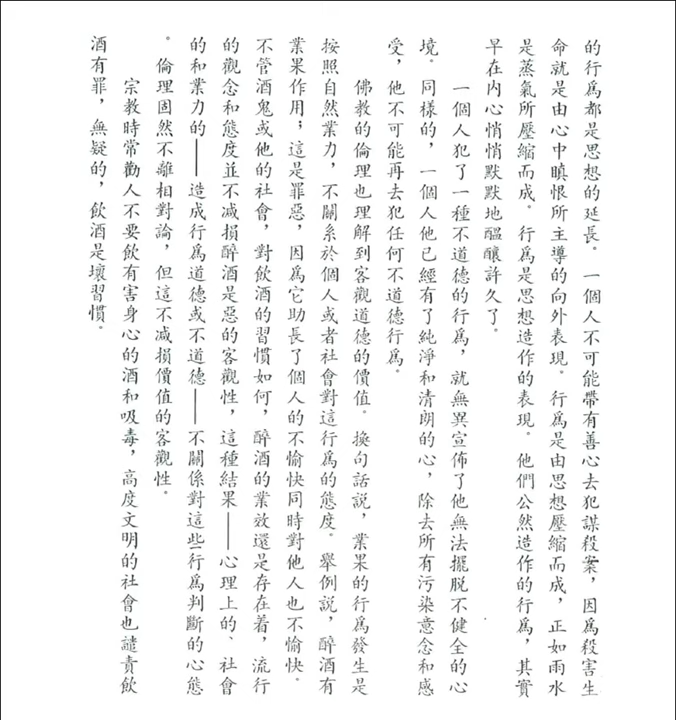 的行爲都是思想的延長。一個人不可能帶有善心去犯謀殺案，因爲殺害生
命就是由心中瞋恨所主導的向外表現。行爲是由思想壓縮而成，正如雨水
是蒸氣所壓縮而成。行爲是思想造作的表現。他們公然造作的行爲，其實
早在內心悄悄默默地醞釀許久了。
一個人犯了一種不道德的行爲，就無異宣佈了他無法擺脫不健全的心
境。同樣的，一個人他已經有了純淨和清朗的心，除去所有污染意念和感
受，他不可能再去犯任何不道德行爲。
佛教的倫理也理解到客觀道德的價值。換句話説，業果的行爲發生是
按照自然業力，不關系於個人或者社會對這行爲的態度。舉例説，醉酒有
業果作用；這是罪惡，因爲它助長了個人的不愉快同時對他人也不愉快。
不管酒鬼或他的社會，對飲酒的習慣如何，醉酒的業效還是存在着，流行
的觀念和態度並不減損醉酒是惡的客觀性，這種結果——心理上的、社會
的和業力的——造成行爲道德或不道德——不關係對這些行爲判斷的心態
。倫理固然不離相對論，但這不減損價值的客觀性。
宗教時常勸人不要飲有害身心的酒和吸毒，高度文明的社會也譴責飲
酒有罪，無疑的，飲酒是壞習慣。